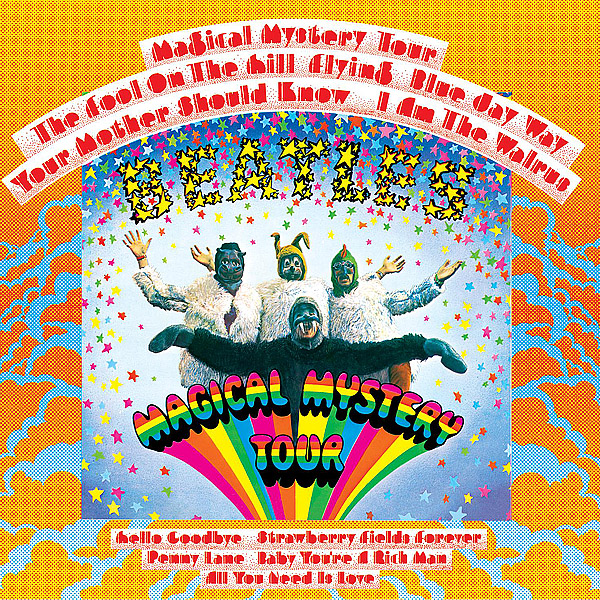 Magical Mystery Tour
The Fool On The Hill Flying Blue Jay Way
Your Mother Should Know I Am The Walrus
BEATLES
MAGICAL MYSTERY
TOUR
Hello Goodbye Strawberry Fields Forever
Penny Lane Baby You're A Rich Man
All You Need Is Love